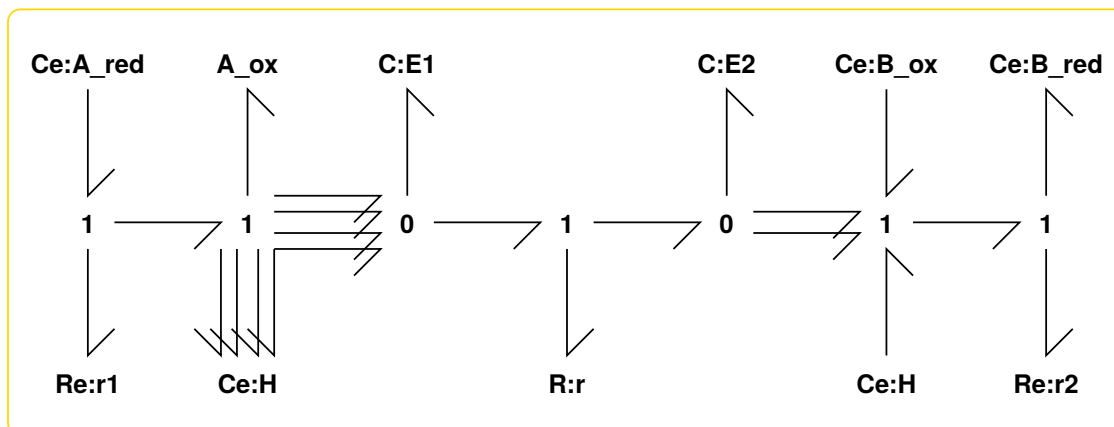 Ce:A_red A_ox C:E1 C:E2 Ce:B_ox Ce:B_red
1 1 0 1 0 1 1
Re:r1 Ce:H R:r Ce:H Re:r2